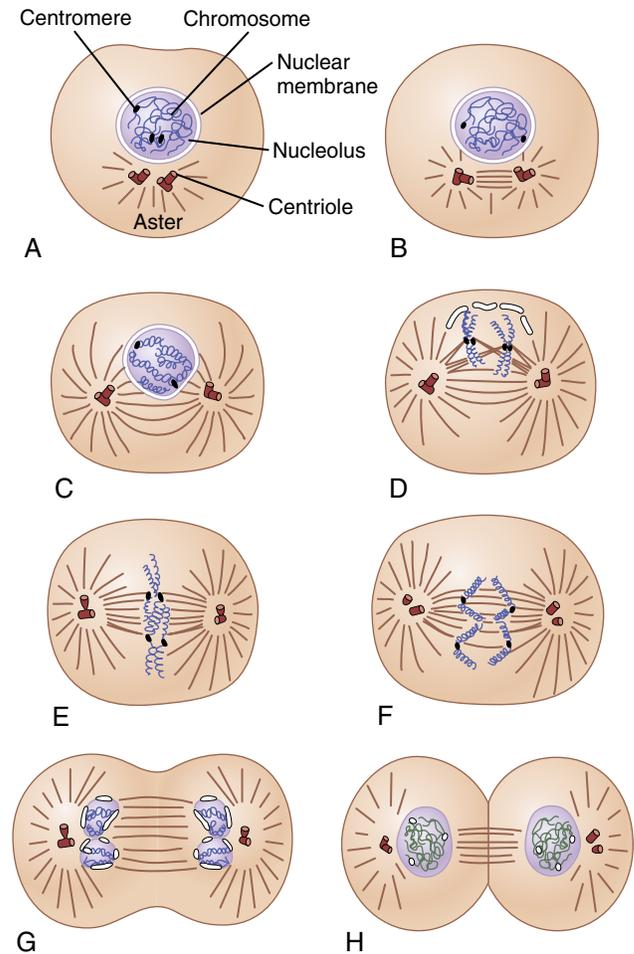 Centromere
Chromosome
Nuclear
membrane
Nucleolus
Centriole
Aster
A
B
C
D
E
F
G
H